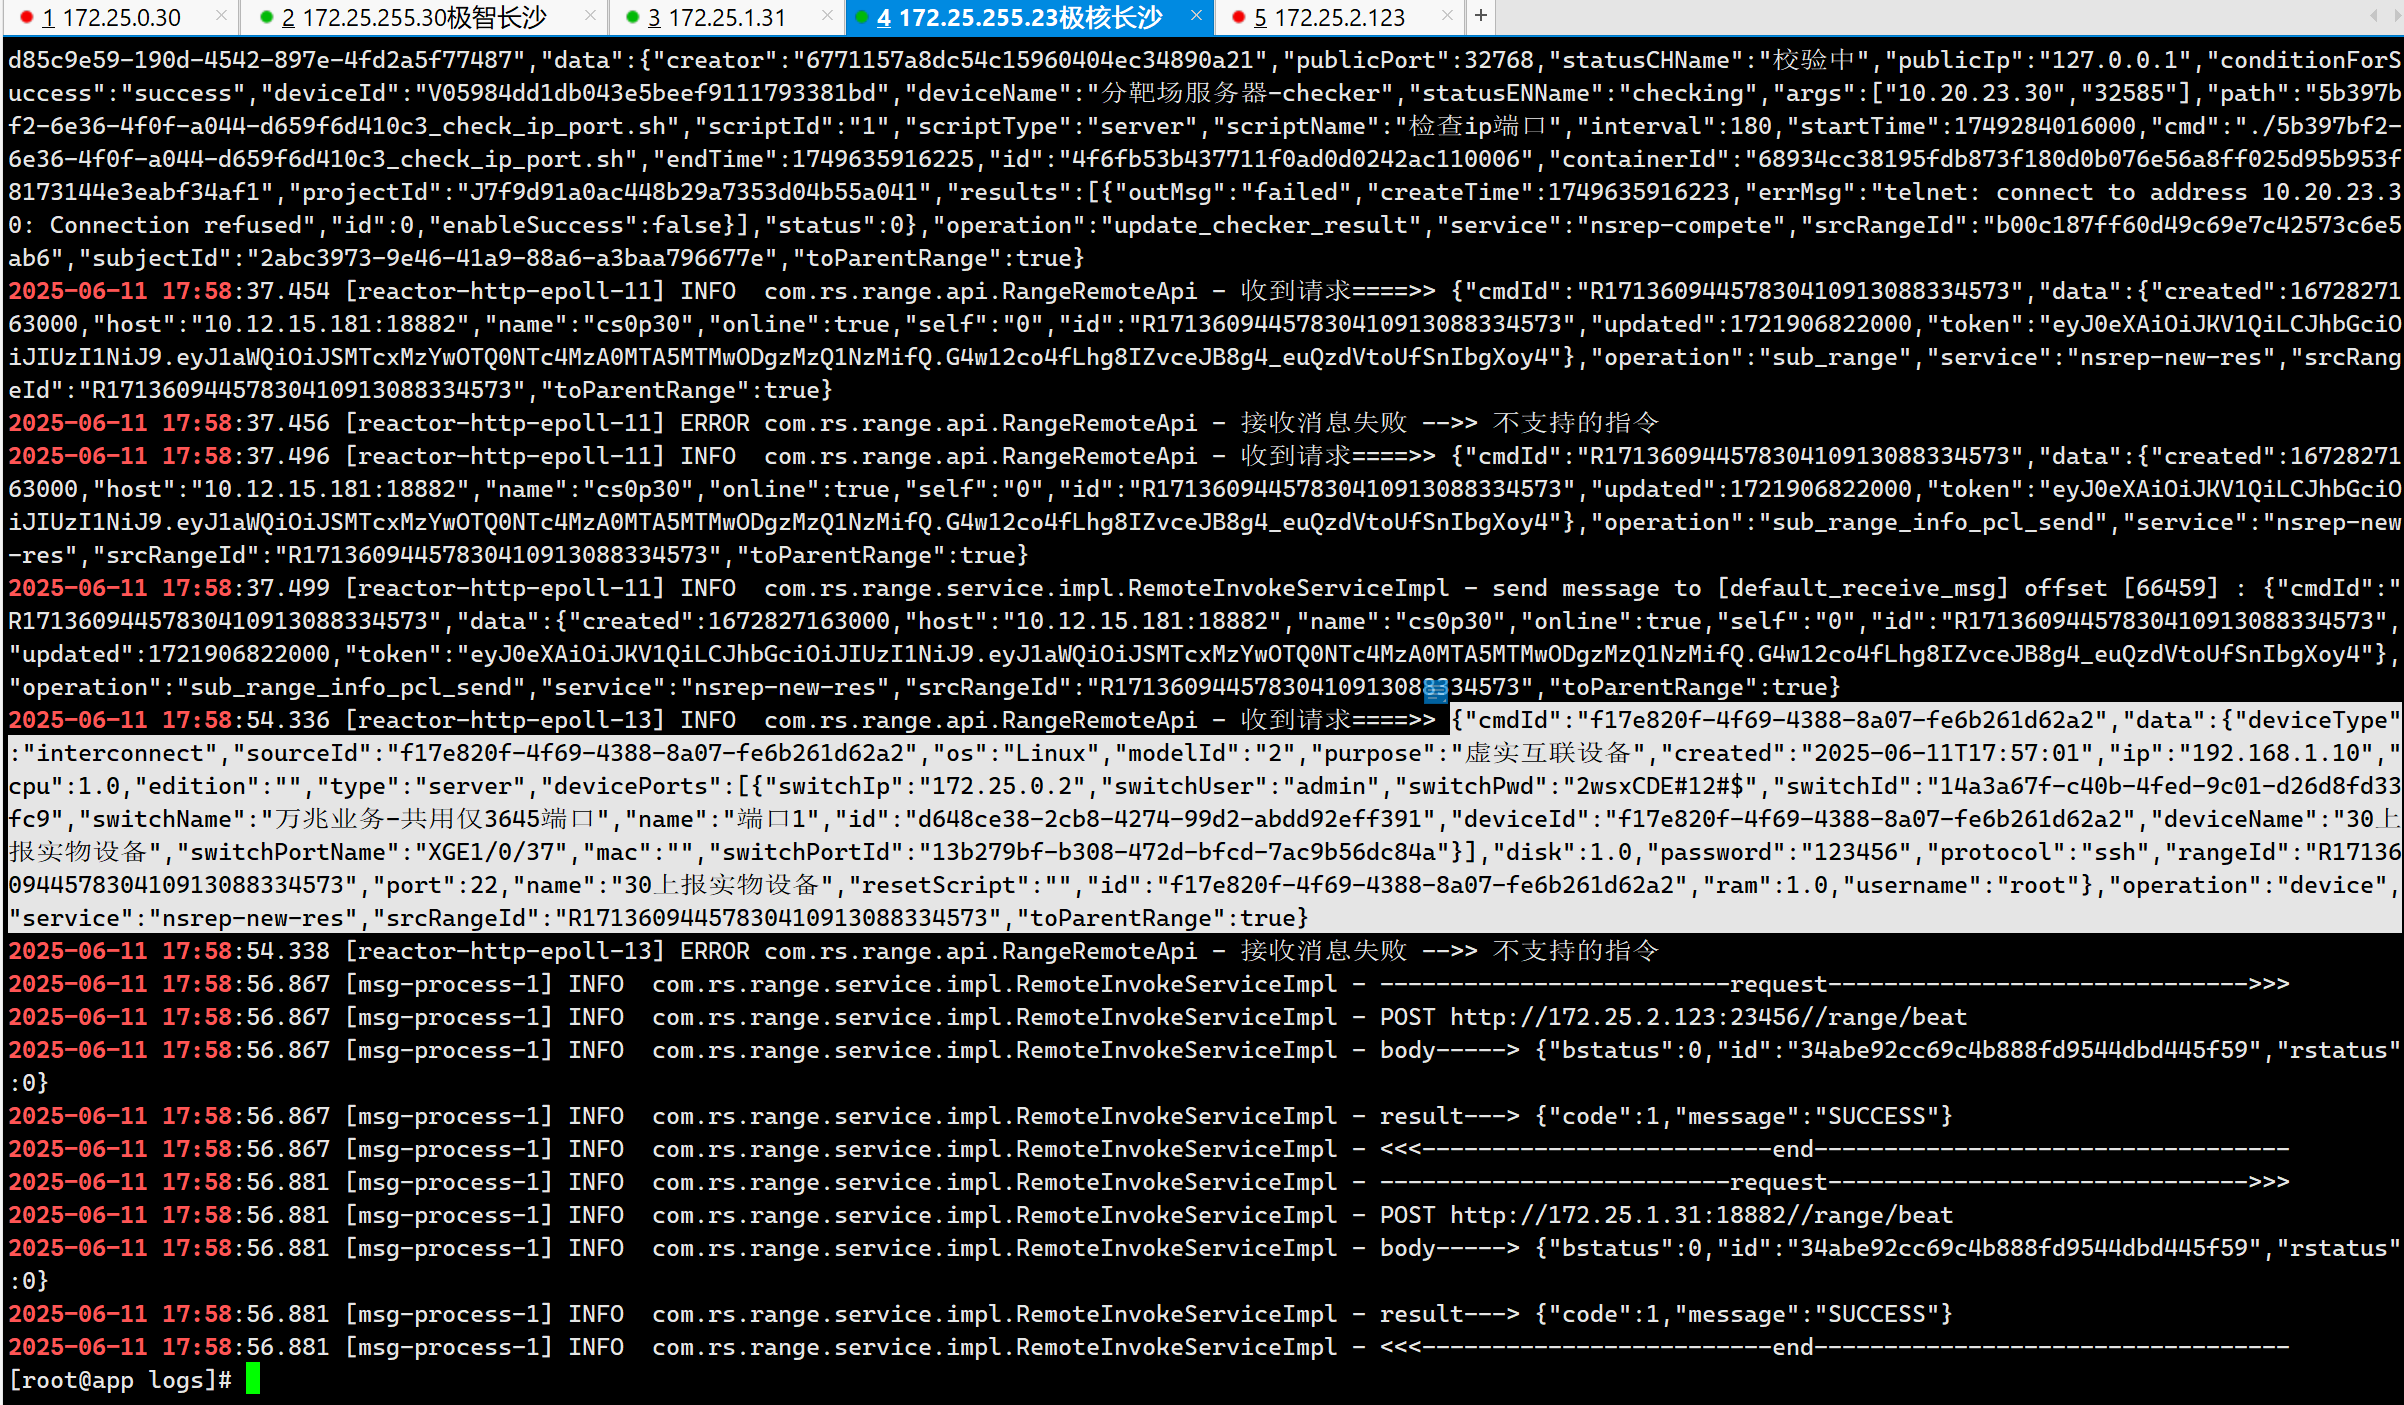 1 172.25.0.30
2 172.25.255.30极智长沙
3 172.25.1.31
4 172.25.255.23极核长沙
5 172.25.2.123
d85c9e59-190d-4542-897e-4fd2a5f77487","data":{"creator":"6771157a8dc54c15960404ec34890a21","publicPort":32768,"statusCHName":"校验中","publicIp":"127.0.0.1","conditionForS
uccess":"success","deviceId":"V05984dd1db043e5beef9111793381bd","deviceName":"分靶场服务器-checker","statusENName":"checking","args":["10.20.23.30","32585"],"path":"5b397b
f2-6e36-4f0f-a044-d659f6d410c3_check_ip_port.sh","scriptId":"1","scriptType":"server","scriptName":"检查ip端口","interval":180,"startTime":1749284016000,"cmd":"./5b397bf2-
6e36-4f0f-a044-d659f6d410c3_check_ip_port.sh","endTime":1749635916225,"id":"4f6fb53b437711f0ad0d0242ac110006","containerId":"68934cc38195fdb873f180d0b076e56a8ff025d95b953f
8173144e3eabf34af1","projectId":"J7f9d91a0ac448b29a7353d04b55a041","results":[{"outMsg":"failed","createTime":1749635916223,"errMsg":"telnet: connect to address 10.20.23.3
0: Connection refused","id":0,"enableSuccess":false}],"status":0},"operation":"update_checker_result","service":"nsrep-compete","srcRangeId":"b00c187ff60d49c69e7c42573c6e5
ab6","subjectId":"2abc3973-9e46-41a9-88a6-a3baa796677e","toParentRange":true}
2025-06-11 17:58:37.454 [reactor-http-epoll-11] INFO  com.rs.range.api.RangeRemoteApi - 收到请求====>> {"cmdId":"R17136094457830410913088334573","data":{"created":16728271
63000,"host":"10.12.15.181:18882","name":"cs0p30","online":true,"self":"0","id":"R17136094457830410913088334573","updated":1721906822000,"token":"eyJ0eXAiOiJKV1QiLCJhbGciO
iJIUzI1NiJ9.eyJ1aWQiOiJSMTcxMzYwOTQ0NTc4MzA0MTA5MTMwODgzMzQ1NzMifQ.G4w12co4fLhg8IZvceJB8g4_euQzdVtoUfSnIbgXoy4"},"operation":"sub_range","service":"nsrep-new-res","srcRang
eId":"R17136094457830410913088334573","toParentRange":true}
2025-06-11 17:58:37.456 [reactor-http-epoll-11] ERROR com.rs.range.api.RangeRemoteApi - 接收消息失败 -->> 不支持的指令
2025-06-11 17:58:37.496 [reactor-http-epoll-11] INFO  com.rs.range.api.RangeRemoteApi - 收到请求====>> {"cmdId":"R17136094457830410913088334573","data":{"created":16728271
63000,"host":"10.12.15.181:18882","name":"cs0p30","online":true,"self":"0","id":"R17136094457830410913088334573","updated":1721906822000,"token":"eyJ0eXAiOiJKV1QiLCJhbGciO
iJIUzI1NiJ9.eyJ1aWQiOiJSMTcxMzYwOTQ0NTc4MzA0MTA5MTMwODgzMzQ1NzMifQ.G4w12co4fLhg8IZvceJB8g4_euQzdVtoUfSnIbgXoy4"},"operation":"sub_range_info_pcl_send","service":"nsrep-new
-res","srcRangeId":"R17136094457830410913088334573","toParentRange":true}
2025-06-11 17:58:37.499 [reactor-http-epoll-11] INFO  com.rs.range.service.impl.RemoteInvokeServiceImpl - send message to [default_receive_msg] offset [66459] : {"cmdId":"
R17136094457830410913088334573","data":{"created":1672827163000,"host":"10.12.15.181:18882","name":"cs0p30","online":true,"self":"0","id":"R17136094457830410913088334573",
"updated":1721906822000,"token":"eyJ0eXAiOiJKV1QiLCJhbGciOiJIUzI1NiJ9.eyJ1aWQiOiJSMTcxMzYwOTQ0NTc4MzA0MTA5MTMwODgzMzQ1NzMifQ.G4w12co4fLhg8IZvceJB8g4_euQzdVtoUfSnIbgXoy4"},
"operation":"sub_range_info_pcl_send","service":"nsrep-new-res","srcRangeId":"R17136094457830410913088334573","toParentRange":true}
2025-06-11 17:58:54.336 [reactor-http-epoll-13] INFO  com.rs.range.api.RangeRemoteApi - 收到请求====>> {"cmdId":"f17e820f-4f69-4388-8a07-fe6b261d62a2","data":{"deviceType"
:"interconnect","sourceId":"f17e820f-4f69-4388-8a07-fe6b261d62a2","os":"Linux","modelId":"2","purpose":"虚实互联设备","created":"2025-06-11T17:57:01","ip":"192.168.1.10","
cpu":1.0,"edition":"","type":"server","devicePorts":[{"switchIp":"172.25.0.2","switchUser":"admin","switchPwd":"2wsxCDE#12#$","switchId":"14a3a67f-c40b-4fed-9c01-d26d8fd33
fc9","switchName":"万兆业务-共用仅3645端口","name":"端口1","id":"d648ce38-2cb8-4274-99d2-abdd92eff391","deviceId":"f17e820f-4f69-4388-8a07-fe6b261d62a2","deviceName":"30上
报实物设备","switchPortName":"XGE1/0/37","mac":"","switchPortId":"13b279bf-b308-472d-bfcd-7ac9b56dc84a"}],"disk":1.0,"password":"123456","protocol":"ssh","rangeId":"R17136
094457830410913088334573","port":22,"name":"30上报实物设备","resetScript":"","id":"f17e820f-4f69-4388-8a07-fe6b261d62a2","ram":1.0,"username":"root"},"operation":"device",
"service":"nsrep-new-res","srcRangeId":"R17136094457830410913088334573","toParentRange":true}
2025-06-11 17:58:54.338 [reactor-http-epoll-13] ERROR com.rs.range.api.RangeRemoteApi - 接收消息失败 -->> 不支持的指令
2025-06-11 17:58:56.867 [msg-process-1] INFO  com.rs.range.service.impl.RemoteInvokeServiceImpl - -------------------------request------------------------------>>>
2025-06-11 17:58:56.867 [msg-process-1] INFO  com.rs.range.service.impl.RemoteInvokeServiceImpl - POST http://172.25.2.123:23456//range/beat
2025-06-11 17:58:56.867 [msg-process-1] INFO  com.rs.range.service.impl.RemoteInvokeServiceImpl - body-----> {"bstatus":0,"id":"34abe92cc69c4b888fd9544dbd445f59","rstatus"
:0}
2025-06-11 17:58:56.867 [msg-process-1] INFO  com.rs.range.service.impl.RemoteInvokeServiceImpl - result---> {"code":1,"message":"SUCCESS"}
2025-06-11 17:58:56.867 [msg-process-1] INFO  com.rs.range.service.impl.RemoteInvokeServiceImpl - <<<-------------------------end----------------------------------
2025-06-11 17:58:56.881 [msg-process-1] INFO  com.rs.range.service.impl.RemoteInvokeServiceImpl - -------------------------request------------------------------>>>
2025-06-11 17:58:56.881 [msg-process-1] INFO  com.rs.range.service.impl.RemoteInvokeServiceImpl - POST http://172.25.1.31:18882//range/beat
2025-06-11 17:58:56.881 [msg-process-1] INFO  com.rs.range.service.impl.RemoteInvokeServiceImpl - body-----> {"bstatus":0,"id":"34abe92cc69c4b888fd9544dbd445f59","rstatus"
:0}
2025-06-11 17:58:56.881 [msg-process-1] INFO  com.rs.range.service.impl.RemoteInvokeServiceImpl - result---> {"code":1,"message":"SUCCESS"}
2025-06-11 17:58:56.881 [msg-process-1] INFO  com.rs.range.service.impl.RemoteInvokeServiceImpl - <<<-------------------------end----------------------------------
[root@app logs]#